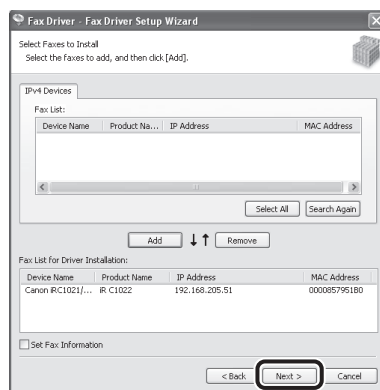 Fax Driver - Fax Driver Setup Wizard
Select Faxes to Install
Select the faxes to add, and then click [Add].
IPv4 Devices
Fax List:
Device Name Product Na... IP Address MAC Address
Select All Search Again
Add Remove
Fax List for Driver Installation:
Device Name Product Name IP Address MAC Address
Canon iRC1021/... iR C1022 192.168.205.51 0000857951B0
Set Fax Information
< Back Next > Cancel